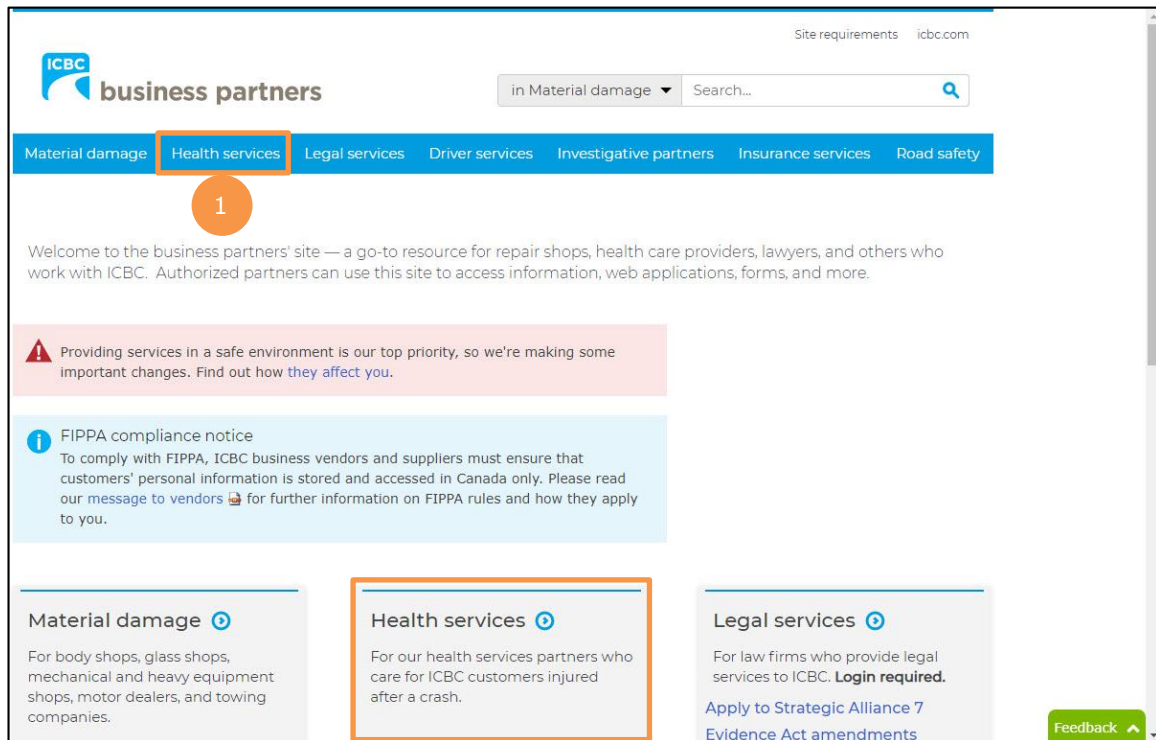 Site requirements icbc.com
ICBC
business partners
in Material damage Search...
Material damage Health services Legal services Driver services Investigative partners Insurance services Road safety
1
Welcome to the business partners' site — a go-to resource for repair shops, health care providers, lawyers, and others who
work with ICBC. Authorized partners can use this site to access information, web applications, forms, and more.
Providing services in a safe environment is our top priority, so we're making some
important changes. Find out how they affect you.
FIPPA compliance notice
To comply with FIPPA, ICBC business vendors and suppliers must ensure that
customers' personal information is stored and accessed in Canada only. Please read
our message to vendors for further information on FIPPA rules and how they apply
to you.
Material damage
For body shops, glass shops,
mechanical and heavy equipment
shops, motor dealers, and towing
companies.
Health services
For our health services partners who
care for ICBC customers injured
after a crash.
Legal services
For law firms who provide legal
services to ICBC. Login required.
Apply to Strategic Alliance 7
Evidence Act amendments
Feedback